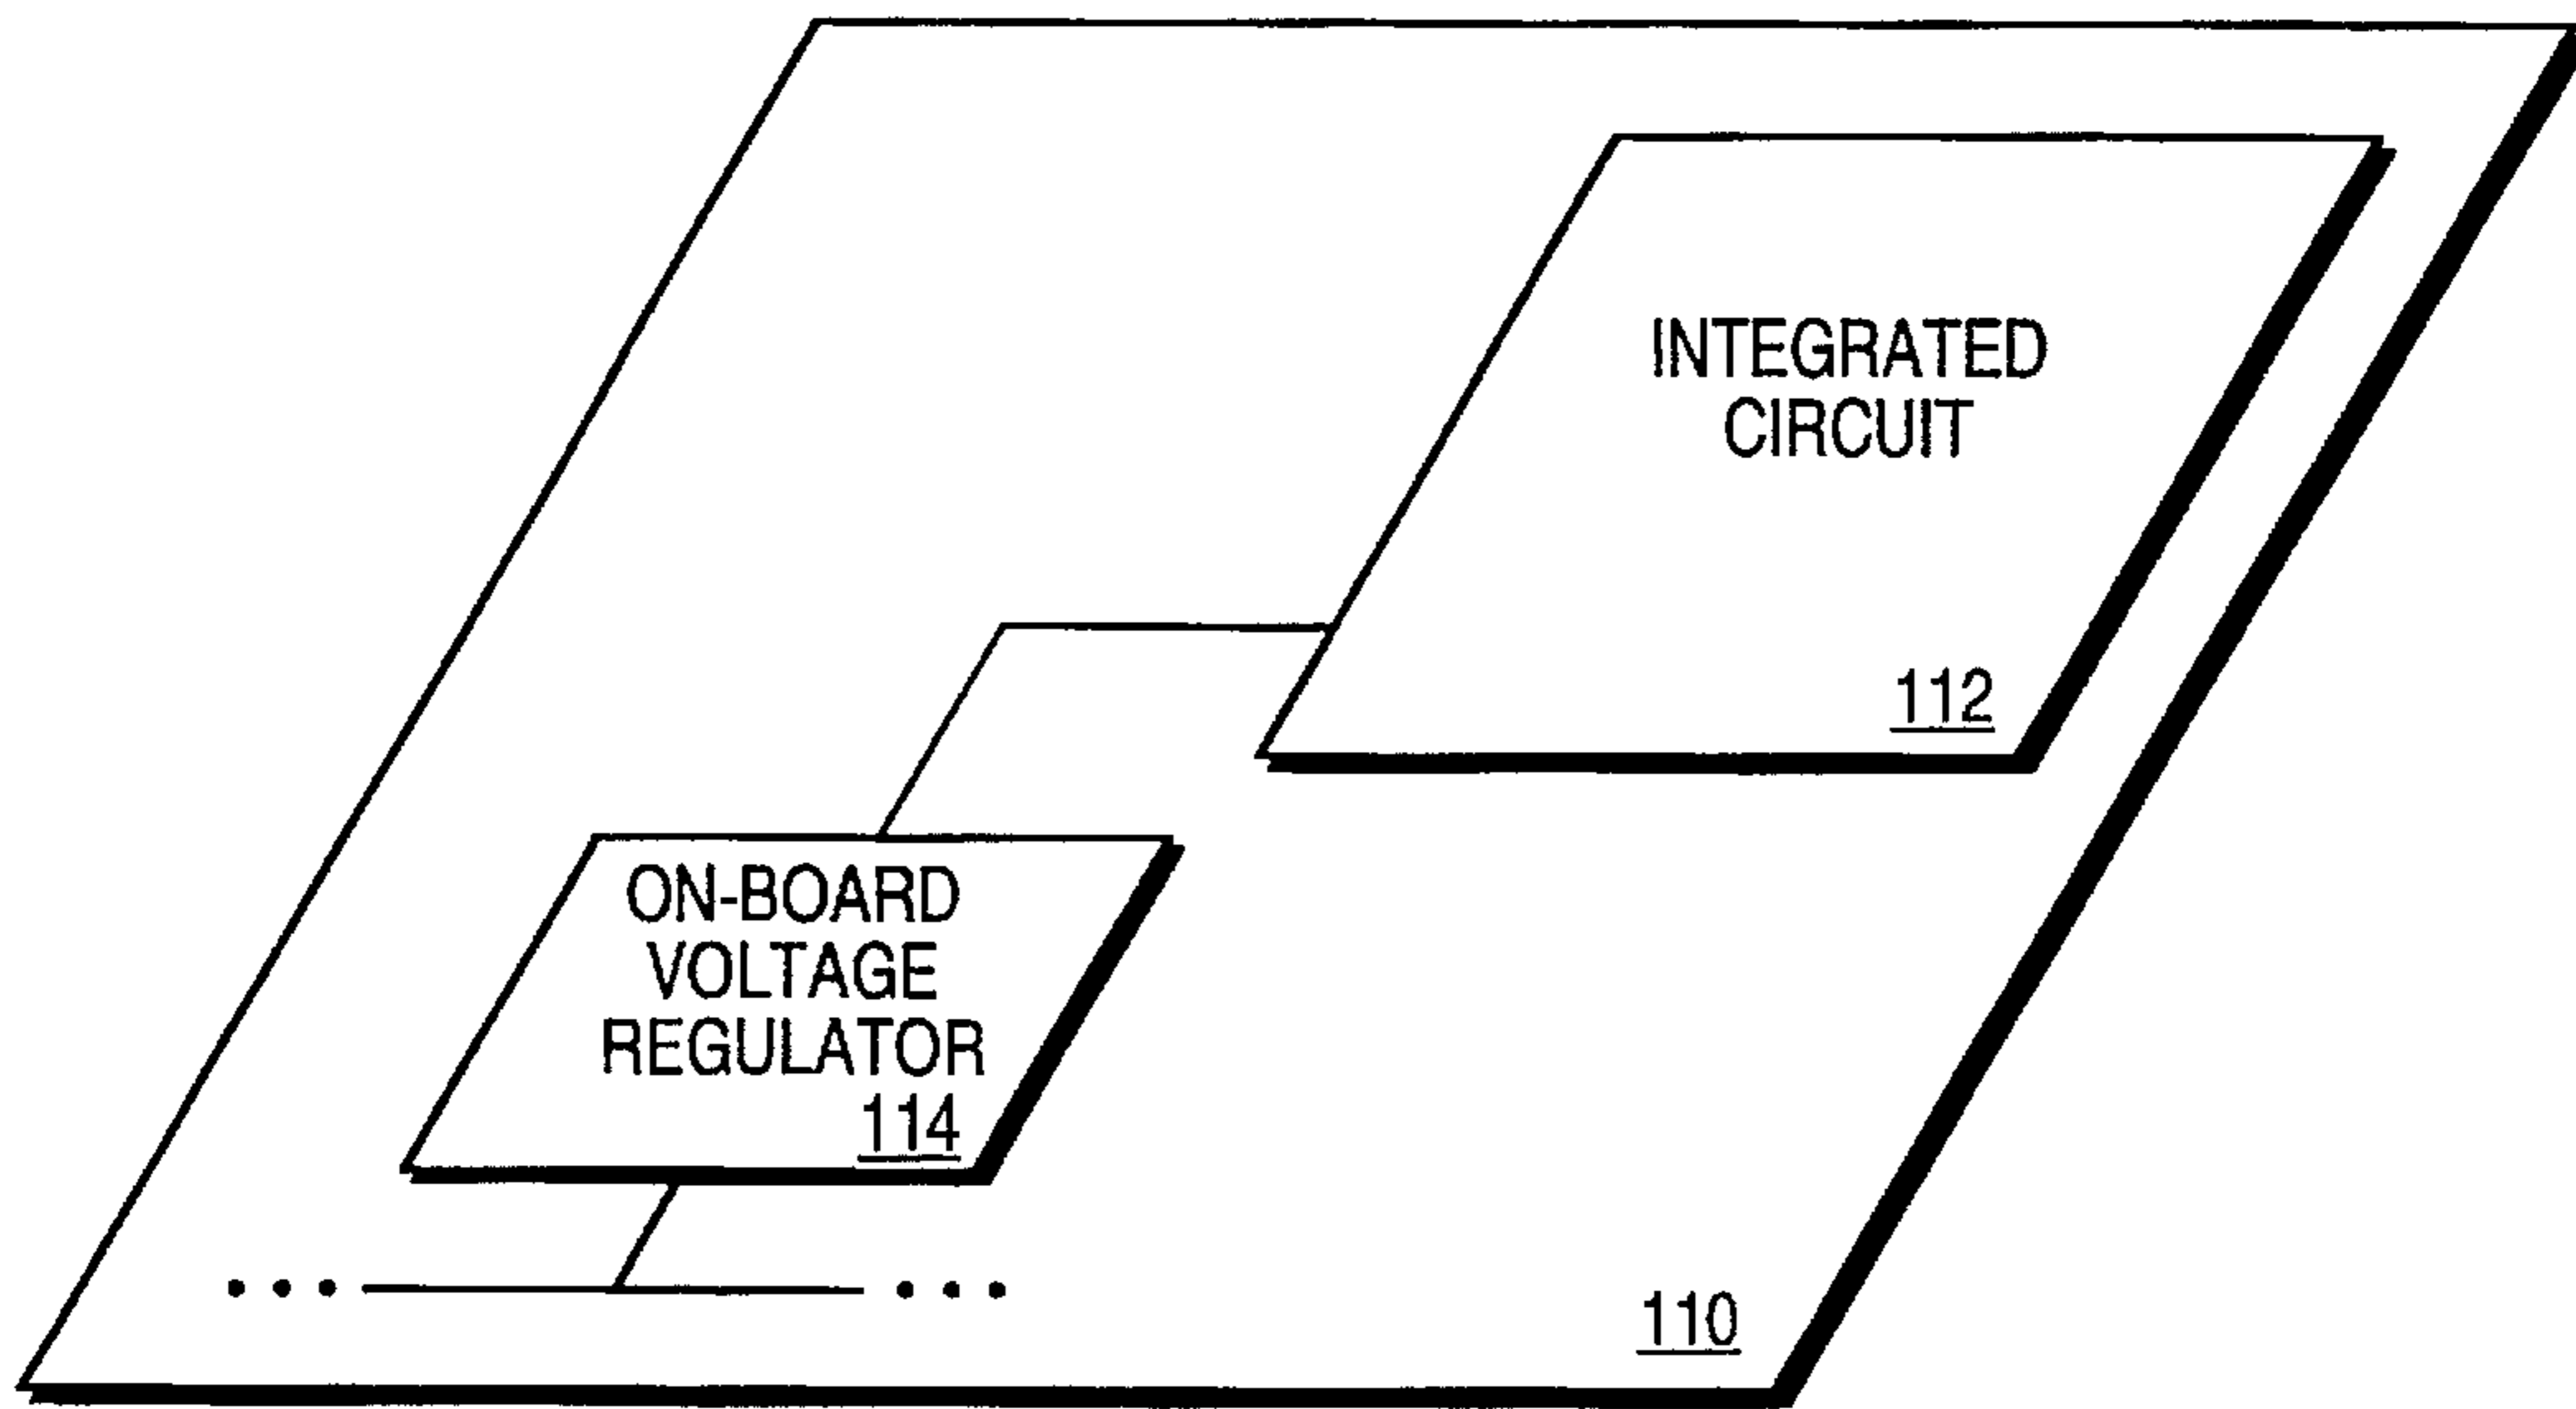 INTEGRATED
CIRCUIT
112
ON-BOARD
VOLTAGE
REGULATOR
114
110